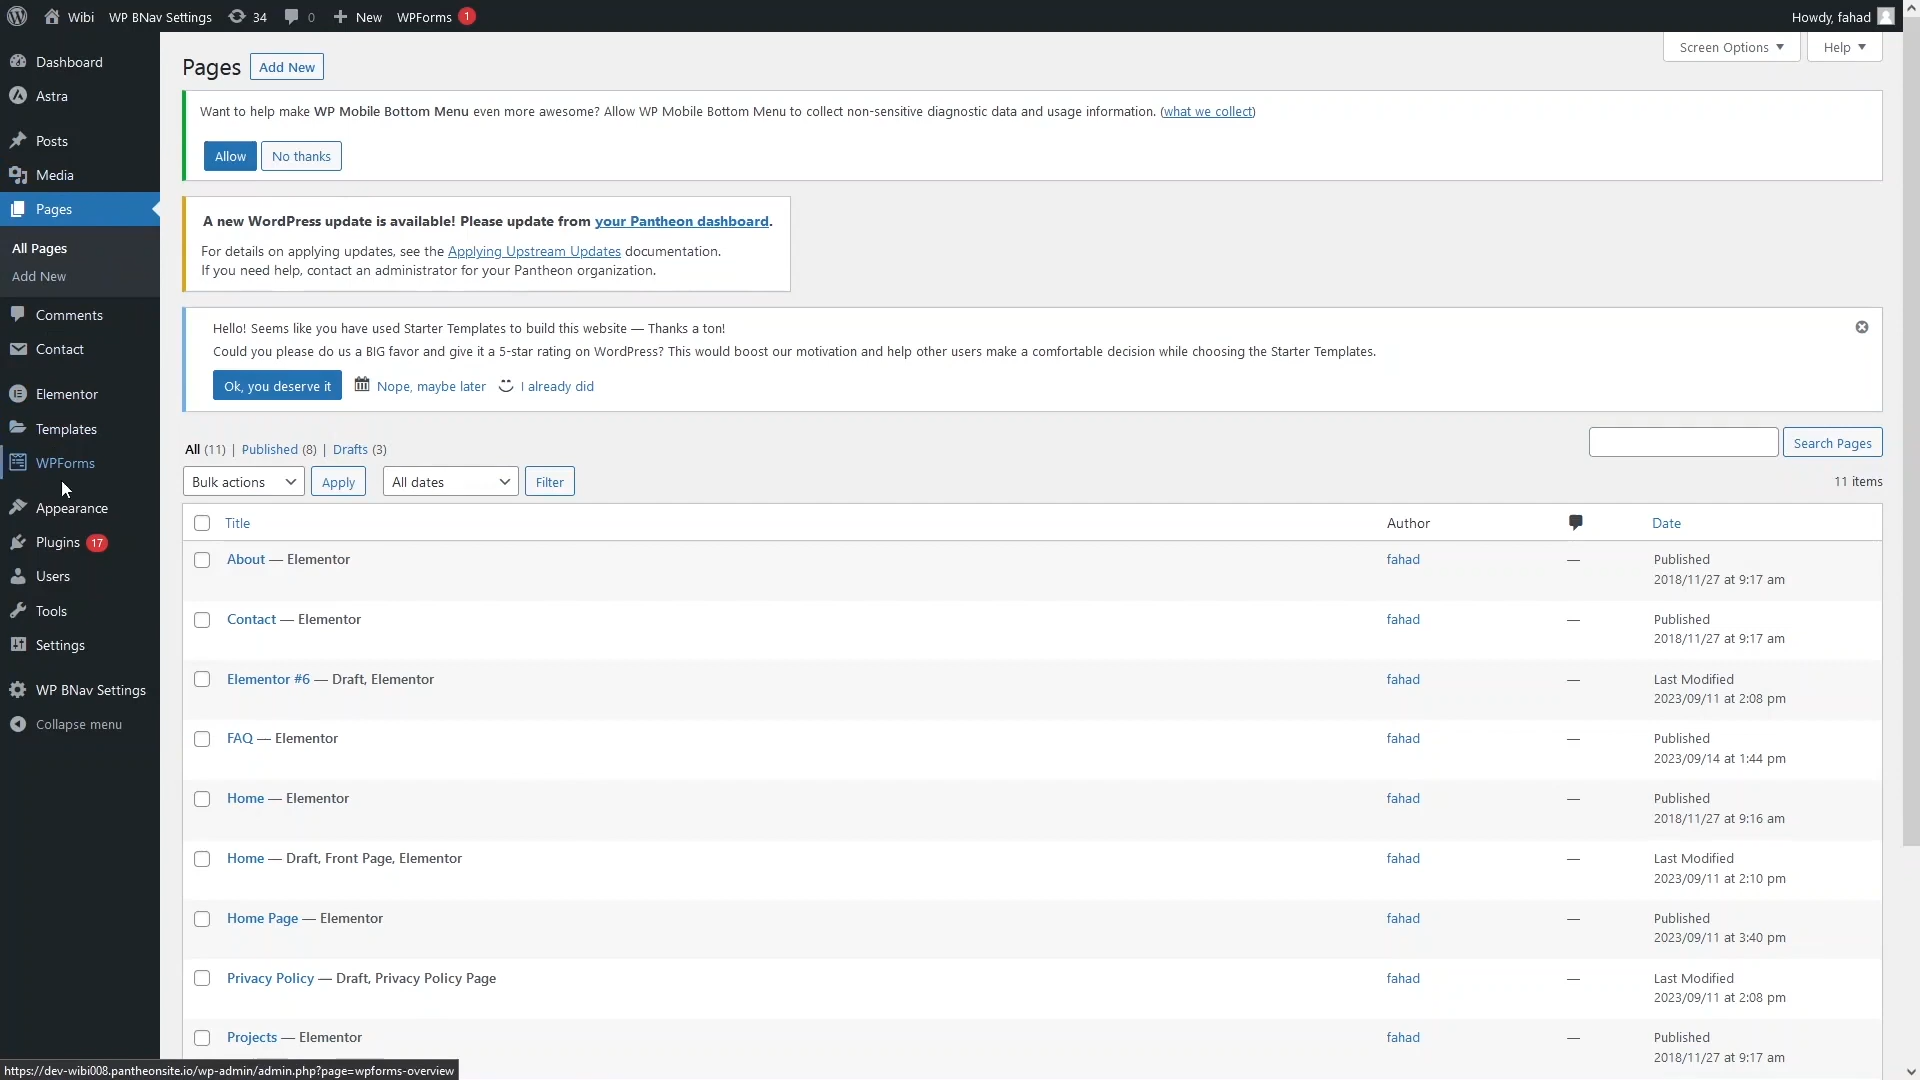 Wibi WP BNav Settings 34 0 New WPForms 1 Howdy, fahad
Screen Options Help
Dashboard
Astra
Posts
Media
Pages
All Pages
Add New
Comments
Contact
Elementor
Templates
WPForms
Appearance
Plugins 17
Users
Tools
Settings
WP BNav Settings
Collapse menu
Pages Add New
Want to help make WP Mobile Bottom Menu even more awesome? Allow WP Mobile Bottom Menu to collect non-sensitive diagnostic data and usage information. (what we collect)
Allow No thanks
A new WordPress update is available! Please update from your Pantheon dashboard.
For details on applying updates, see the Applying Upstream Updates documentation.
If you need help, contact an administrator for your Pantheon organization.
Hello! Seems like you have used Starter Templates to build this website — Thanks a ton!
Could you please do us a BIG favor and give it a 5-star rating on WordPress? This would boost our motivation and help other users make a comfortable decision while choosing the Starter Templates.
Ok, you deserve it Nope, maybe later I already did
All (11) | Published (8) | Drafts (3)
Search Pages
Bulk actions Apply All dates Filter 11 items
Title Author Date
About — Elementor fahad — Published
2018/11/27 at 9:17 am
Contact — Elementor fahad — Published
2018/11/27 at 9:17 am
Elementor #6 — Draft, Elementor fahad — Last Modified
2023/09/11 at 2:08 pm
FAQ — Elementor fahad — Published
2023/09/14 at 1:44 pm
Home — Elementor fahad — Published
2018/11/27 at 9:16 am
Home — Draft, Front Page, Elementor fahad — Last Modified
2023/09/11 at 2:10 pm
Home Page — Elementor fahad — Published
2023/09/11 at 3:40 pm
Privacy Policy — Draft, Privacy Policy Page fahad — Last Modified
2023/09/11 at 2:08 pm
Projects — Elementor fahad — Published
2018/11/27 at 9:17 am
https://dev-wibi008.pantheonsite.io/wp-admin/admin.php?page=wpforms-overview